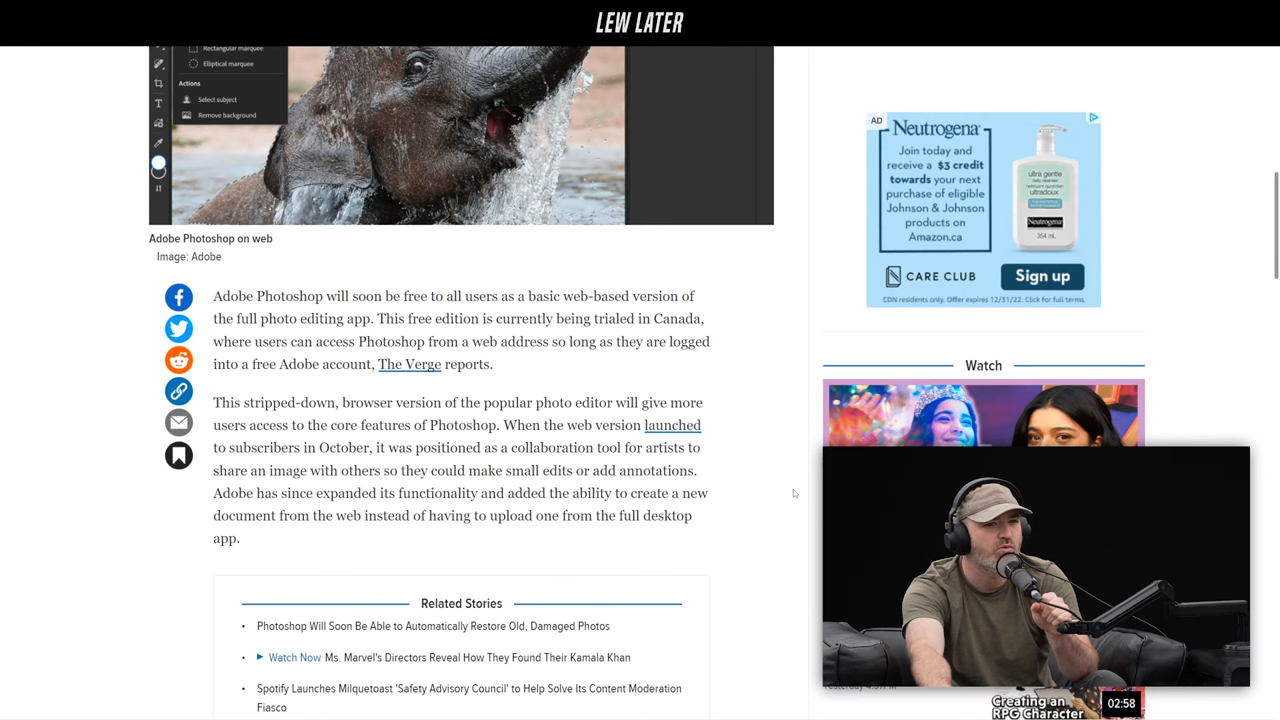 LEW LATER
Rectangular marquee
Elliptical marquee
Actions
Select subject
Remove background
T
Adobe Photoshop on web
Image: Adobe
Adobe Photoshop will soon be free to all users as a basic web-based version of
the full photo editing app. This free edition is currently being trialed in Canada,
where users can access Photoshop from a web address so long as they are logged
into a free Adobe account, The Verge reports.
This stripped-down, browser version of the popular photo editor will give more
users access to the core features of Photoshop. When the web version launched
to subscribers in October, it was positioned as a collaboration tool for artists to
share an image with others so they could make small edits or add annotations.
Adobe has since expanded its functionality and added the ability to create a new
document from the web instead of having to upload one from the full desktop
app.
Related Stories
• Photoshop Will Soon Be Able to Automatically Restore Old, Damaged Photos
• Watch Now Ms. Marvel's Directors Reveal How They Found Their Kamala Khan
• Spotify Launches Milquetoast 'Safety Advisory Council' to Help Solve Its Content Moderation
Fiasco
AD
Neutrogena
Join today and
receive a $3 credit
towards your next
purchase of eligible
Johnson & Johnson
products on
Amazon.ca
ultra gentle
Neutrogena
354 mL
CARE CLUB
Sign up
CDN residents only. Offer expires 12/31/22. Click for full terms.
Watch
Creating an
RPG Character
02:58